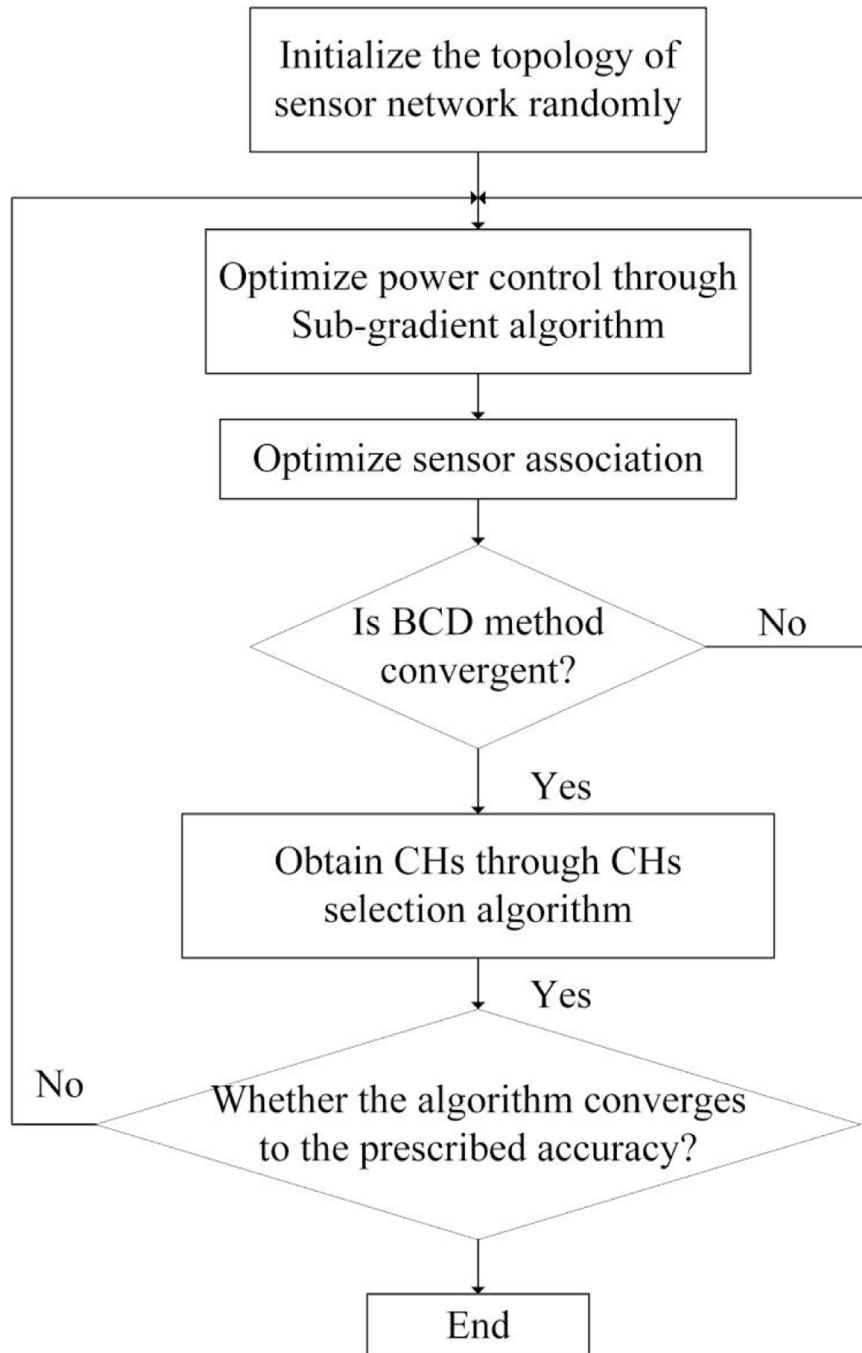 Initialize the topology of
sensor network randomly
Optimize power control through
Sub-gradient algorithm
Optimize sensor association
Is BCD method
convergent?
No
Yes
Obtain CHs through CHs
selection algorithm
Yes
No
Whether the algorithm converges
to the prescribed accuracy?
End